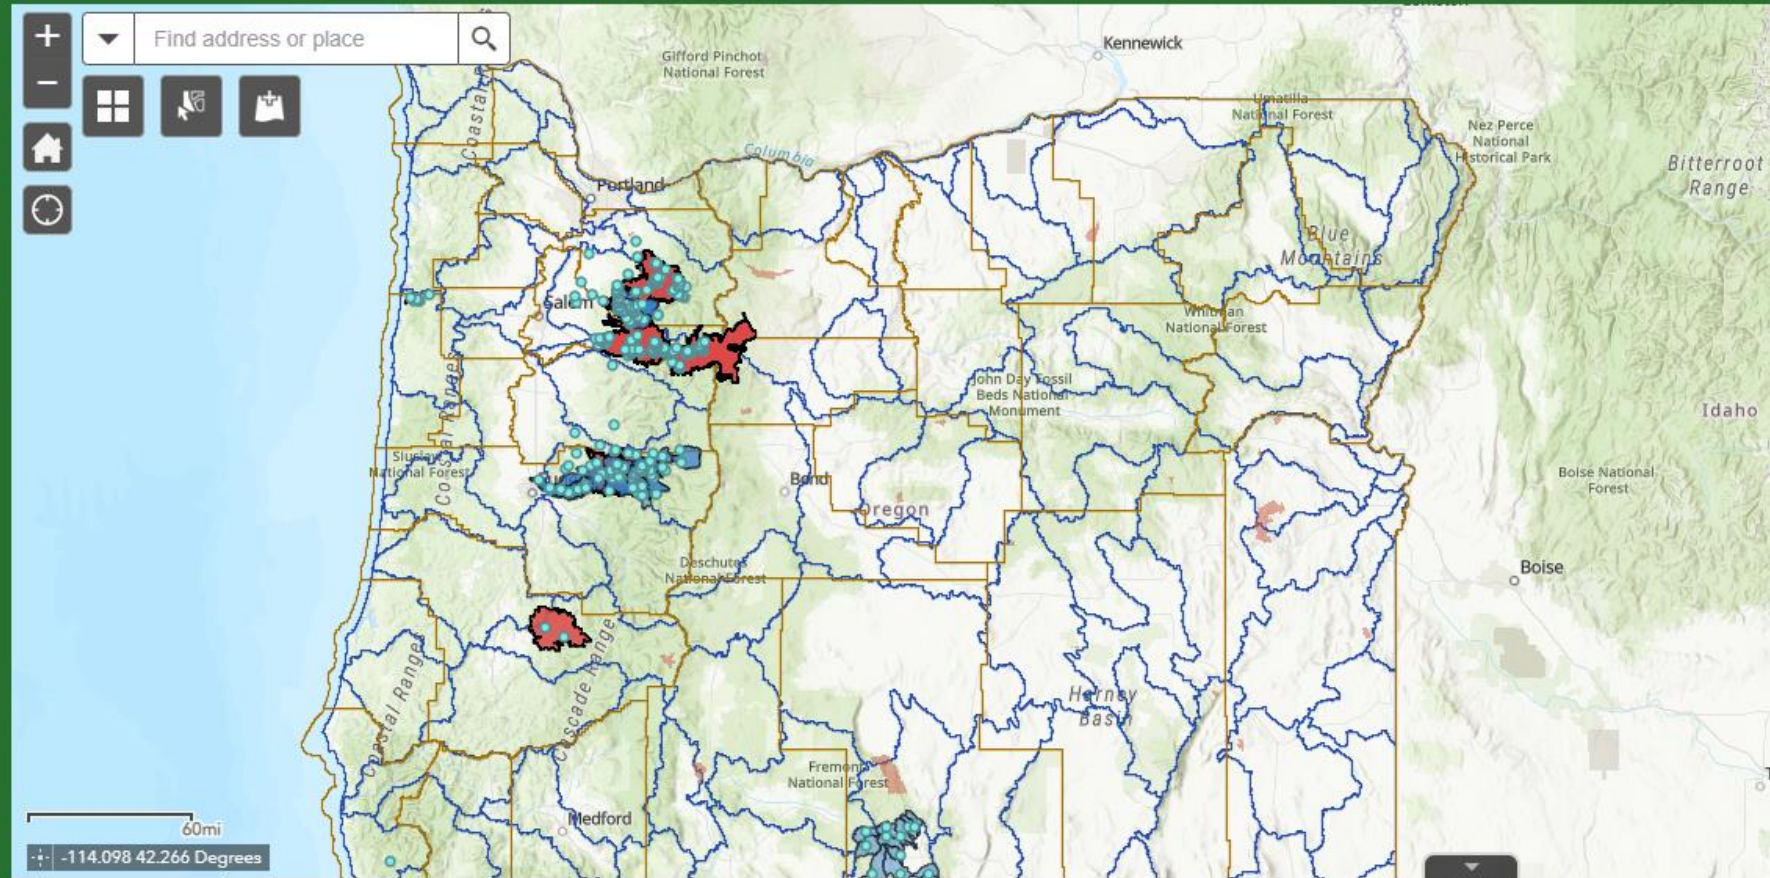 Find address or place
Gifford Pinchot
National Forest
Kennewick
Coastal
Columbia
Umatilla
National Forest
Nez Perce
National
Historical Park
Bitterroot
Range
Portland
Blue
Mountains
Salem
Whitman
National Forest
John Day Fossil
Beds National
Monument
Idaho
Coastal Ranges
Siuslaw
National Forest
Bend
Oregon
Boise National
Forest
Deschutes
National Forest
Boise
Coastal Range
Cascade Range
Harney
Basin
Fremont
National Forest
Medford
60mi
-114.098 42.266 Degrees